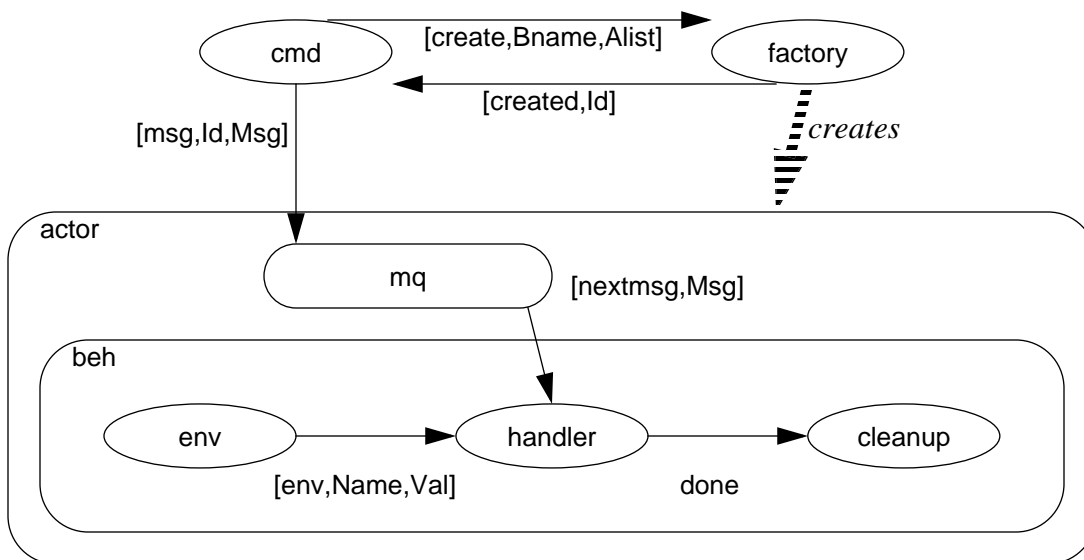 [create,Bname,Alist]
cmd
factory
[created,Id]
[msg,Id,Msg]
creates
actor
mq
[nextmsg,Msg]
beh
env
handler
cleanup
[env,Name,Val]
done